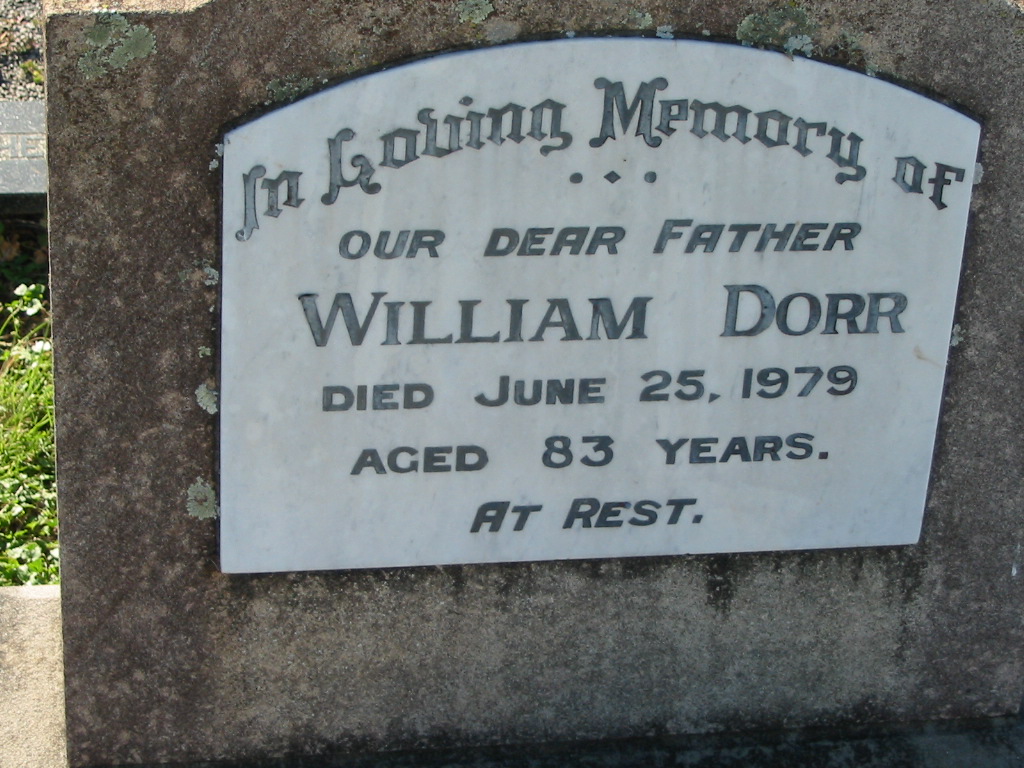 In Loving Memory of
OUR DEAR FATHER
WILLIAM DORR
DIED JUNE 25, 1979
AGED 83 YEARS.
AT REST.